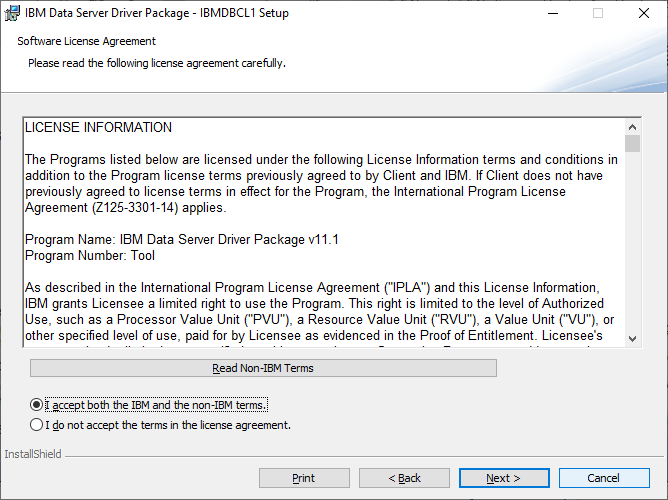 IBM Data Server Driver Package - IBMDBCL1 Setup
Software License Agreement
Please read the following license agreement carefully.
LICENSE INFORMATION
The Programs listed below are licensed under the following License Information terms and conditions in
addition to the Program license terms previously agreed to by Client and IBM. If Client does not have
previously agreed to license terms in effect for the Program, the International Program License
Agreement (Z125-3301-14) applies.
Program Name: IBM Data Server Driver Package v11.1
Program Number: Tool
As described in the International Program License Agreement ("IPLA") and this License Information,
IBM grants Licensee a limited right to use the Program. This right is limited to the level of Authorized
Use, such as a Processor Value Unit ("PVU"), a Resource Value Unit ("RVU"), a Value Unit ("VU"), or
other specified level of use, paid for by Licensee as evidenced in the Proof of Entitlement. Licensee's
Read Non-IBM Terms
I accept both the IBM and the non-IBM terms.
I do not accept the terms in the license agreement.
InstallShield
Print
< Back
Next >
Cancel